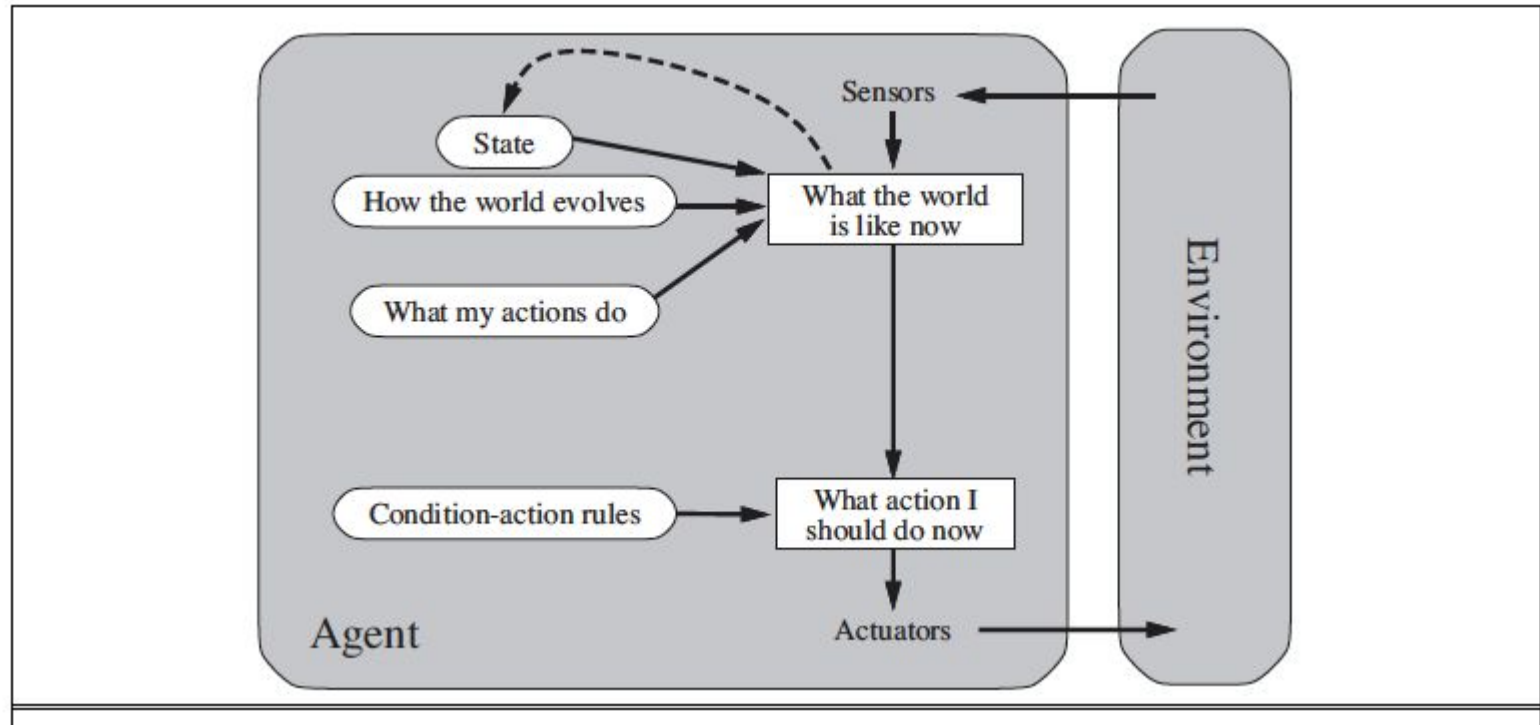 Sensors
State
How the world evolves
What the world
is like now
What my actions do
Condition-action rules
What action I
should do now
Agent
Actuators
Environment